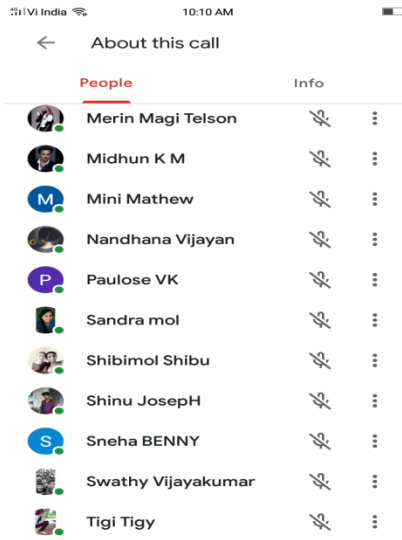 4G Vi India 10:10 AM
About this call
People Info
Merin Magi Telson
Midhun K M
M Mini Mathew
Nandhana Vijayan
P Paulose VK
Sandra mol
Shibimol Shibu
Shinu JosepH
S Sneha BENNY
Swathy Vijayakumar
Tigi Tigy